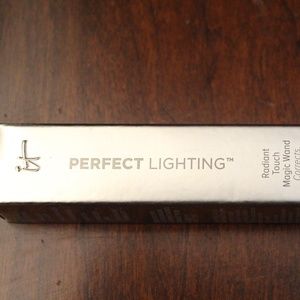 it
PERFECT LIGHTING™
Radiant
Touch
Magic Wand
Corrects